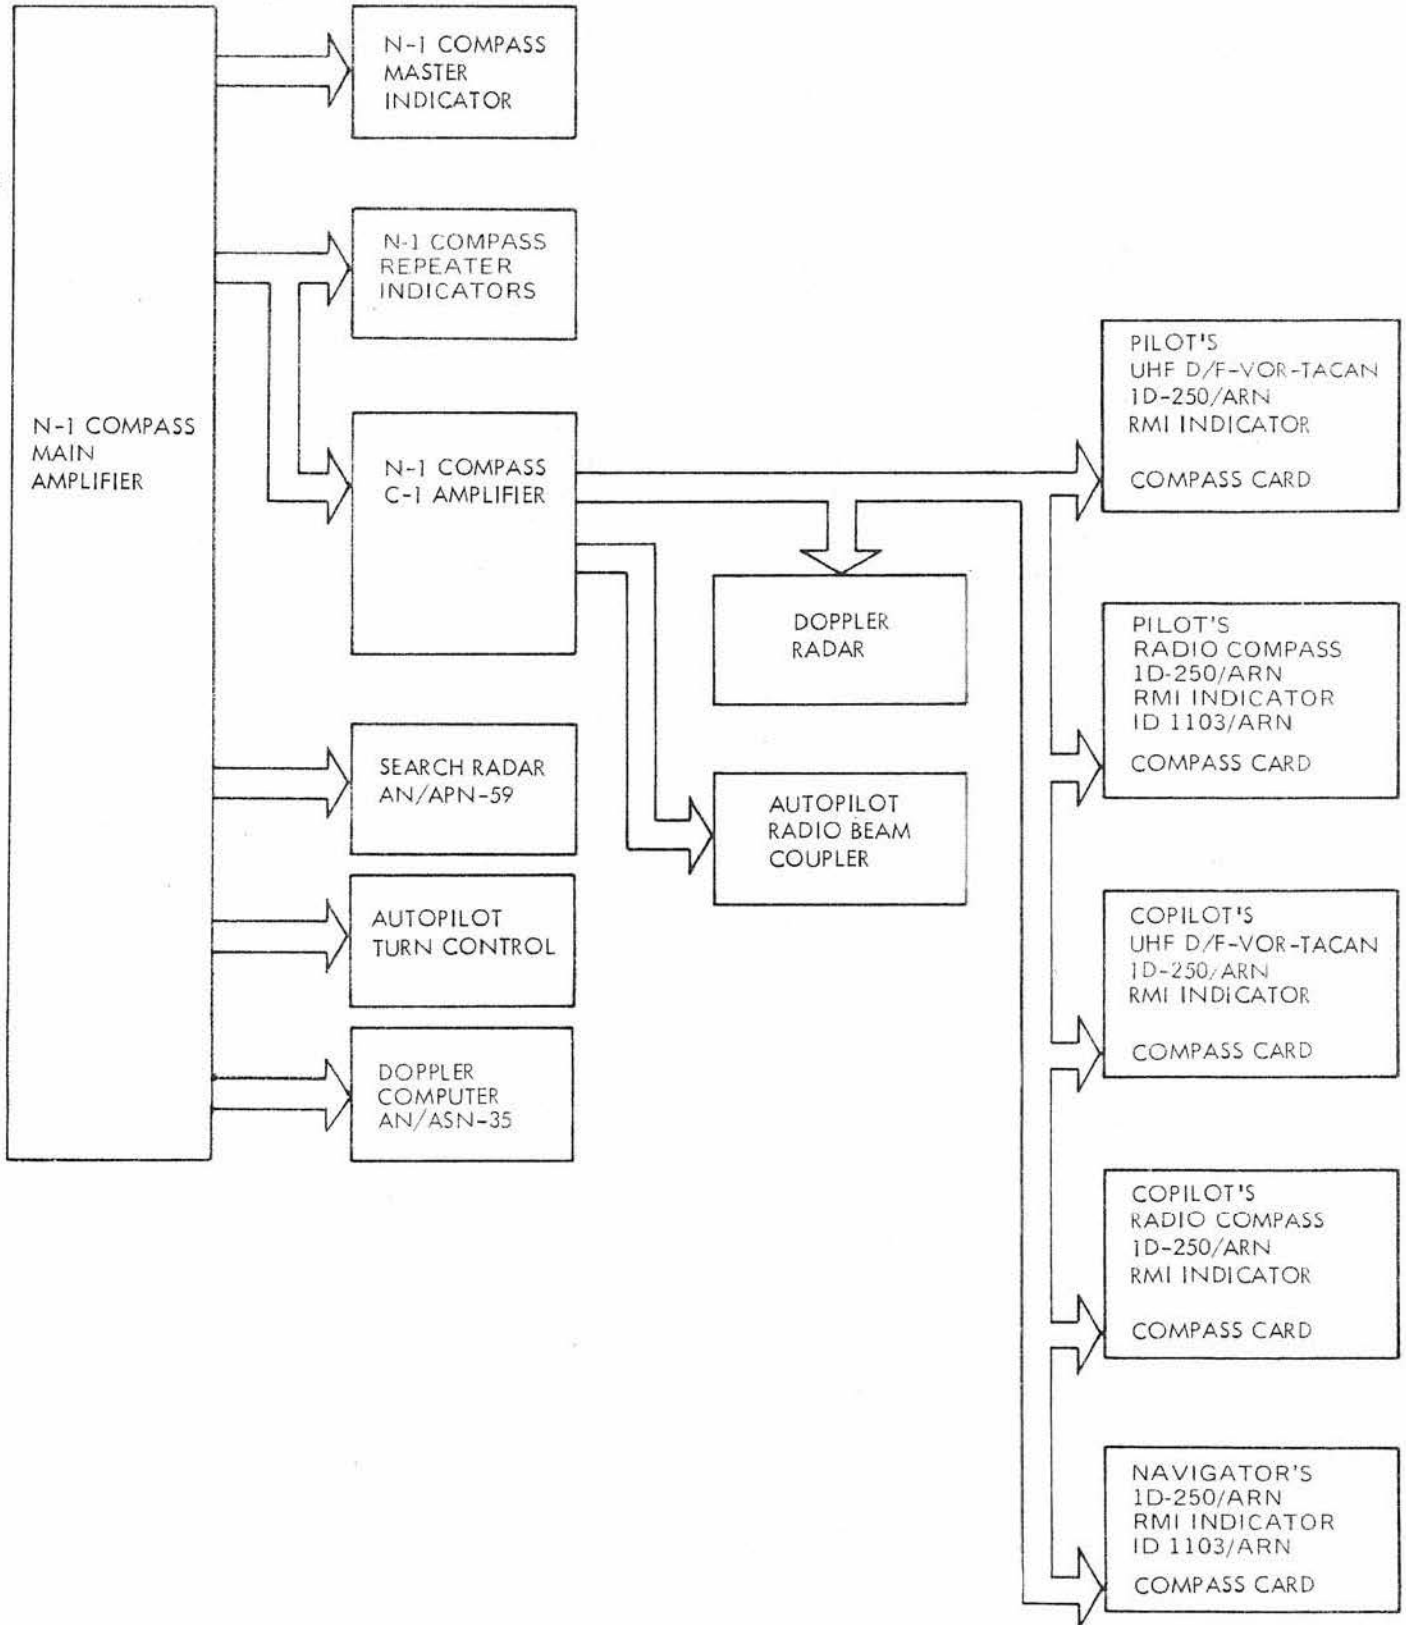 N-1 COMPASS
MAIN
AMPLIFIER
N-1 COMPASS
MASTER
INDICATOR
N-1 COMPASS
REPEATER
INDICATORS
N-1 COMPASS
C-1 AMPLIFIER
SEARCH RADAR
AN/APN-59
AUTOPILOT
TURN CONTROL
DOPPLER
COMPUTER
AN/ASN-35
DOPPLER
RADAR
AUTOPILOT
RADIO BEAM
COUPLER
PILOT'S
UHF D/F-VOR-TACAN
1D-250/ARN
RMI INDICATOR
COMPASS CARD
PILOT'S
RADIO COMPASS
1D-250/ARN
RMI INDICATOR
ID 1103/ARN
COMPASS CARD
COPILOT'S
UHF D/F-VOR-TACAN
1D-250/ARN
RMI INDICATOR
COMPASS CARD
COPILOT'S
RADIO COMPASS
1D-250/ARN
RMI INDICATOR
COMPASS CARD
NAVIGATOR'S
1D-250/ARN
RMI INDICATOR
ID 1103/ARN
COMPASS CARD